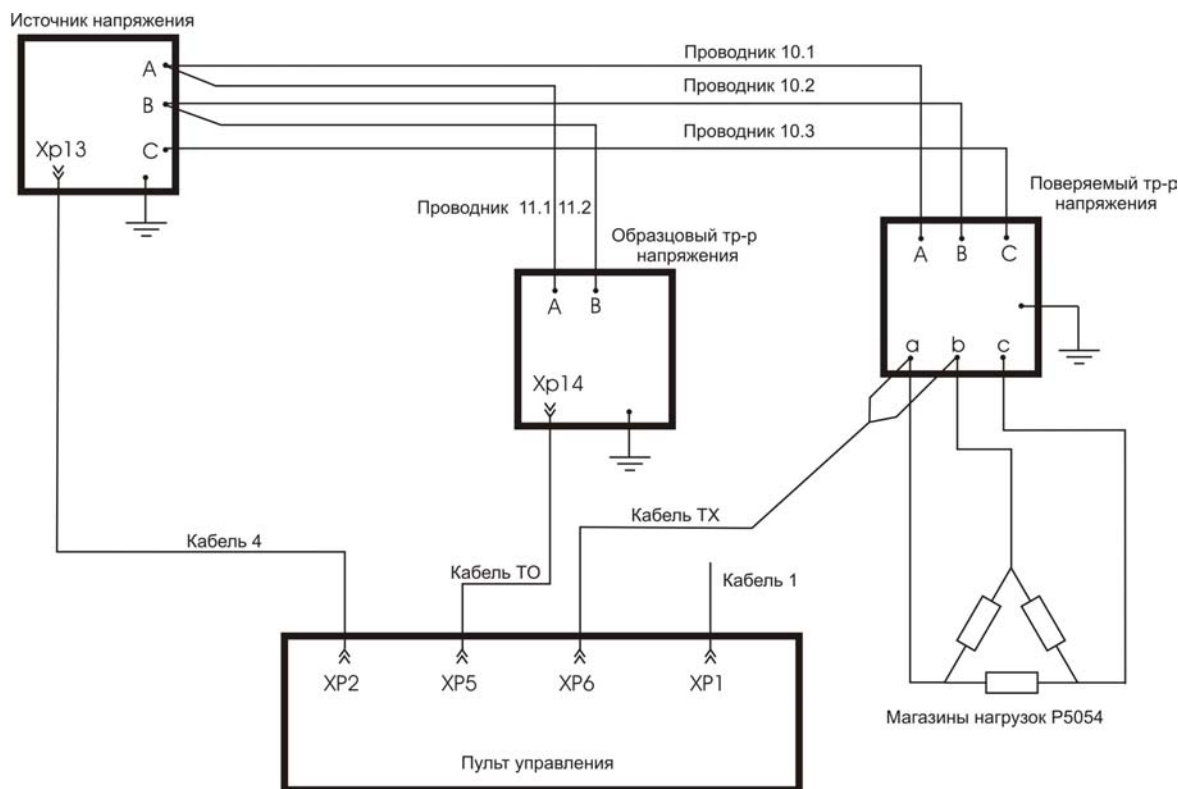 Источник напряжения
A
B
C
Xp13
Проводник 10.1
Проводник 10.2
Проводник 10.3
Проводник 11.1 11.2
Образцовый тр-р
напряжения
A B
Xp14
Поверяемый тр-р
напряжения
A B C
a b c
Кабель 4
Кабель ТО
Кабель ТХ
Кабель 1
XP2 XP5 XP6 XP1
Пульт управления
Магазины нагрузок Р5054